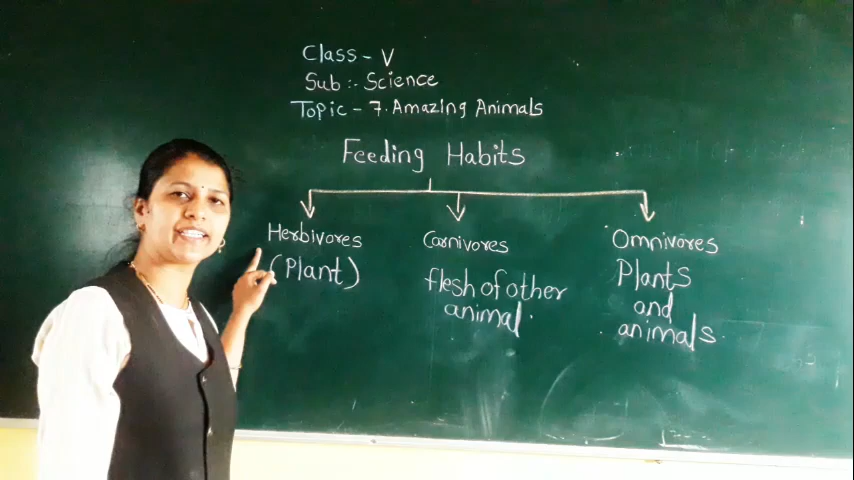 Class - V
Sub :- Science
Topic - 7. Amazing Animals
Feeding Habits
Herbivores
(Plant)
Carnivores
flesh of other
animal.
Omnivores
Plants
and
animals.